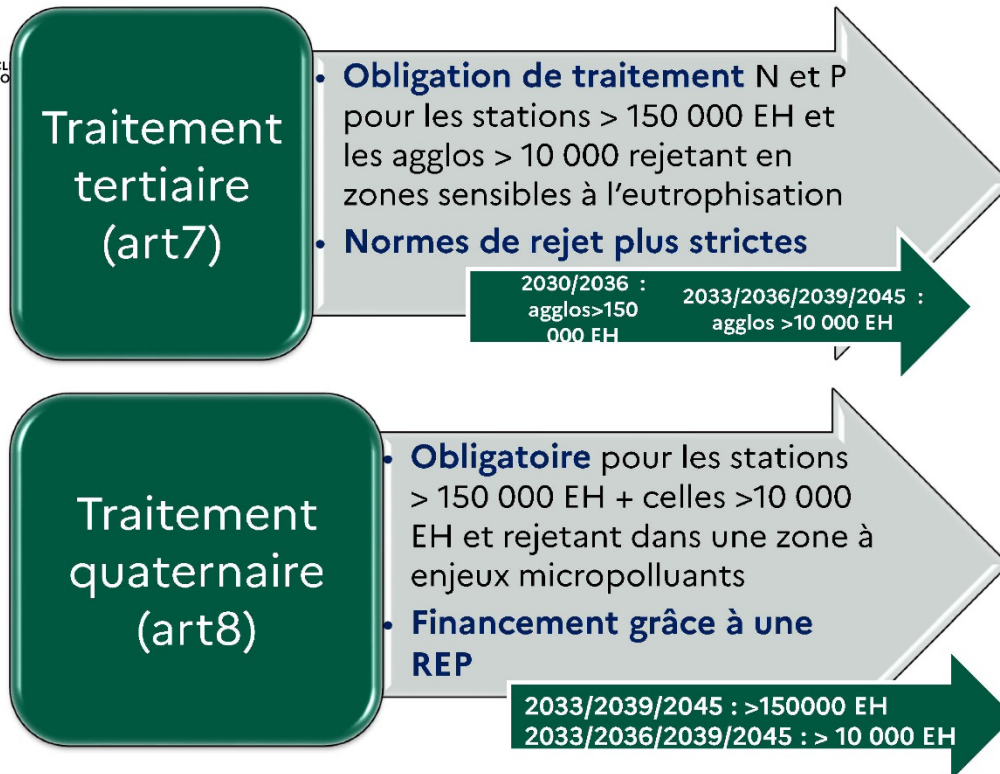 Traitement
tertiaire
(art7)
• Obligation de traitement N et P
pour les stations > 150 000 EH et
les agglos > 10 000 rejetant en
zones sensibles à l’eutrophisation
• Normes de rejet plus strictes
2030/2036 :
agglos>150
000 EH
2033/2036/2039/2045 :
agglos >10 000 EH
Traitement
quaternaire
(art8)
• Obligatoire pour les stations
> 150 000 EH + celles >10 000
EH et rejetant dans une zone à
enjeux micropolluants
• Financement grâce à une
REP
2033/2039/2045 : >150000 EH
2033/2036/2039/2045 : > 10 000 EH